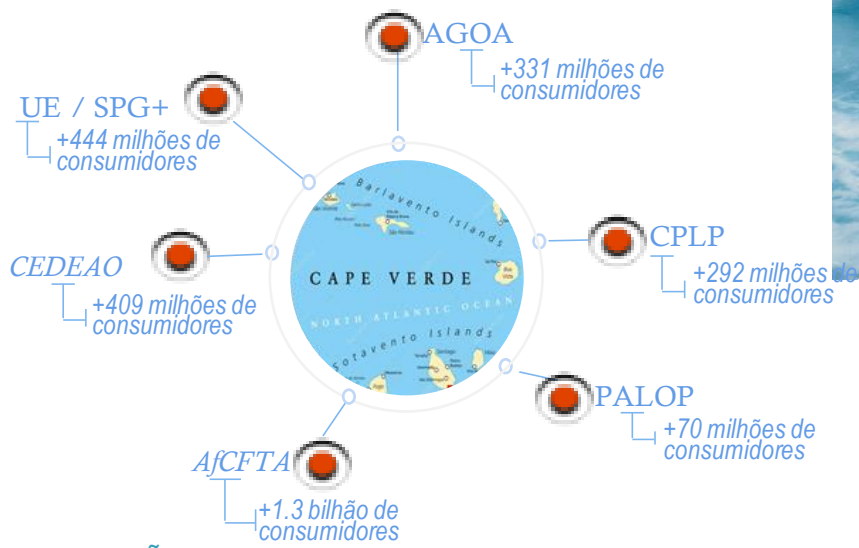 AGOA
+331 milhões de
consumidores
UE / SPG+
+444 milhões de
consumidores
CEDEAO
+409 milhões de
consumidores
CPLP
+292 milhões de
consumidores
PALOP
+70 milhões de
consumidores
AfCFTA
+1.3 bilhão de
consumidores
Barlavento Islands
CAPE VERDE
NORTH ATLANTIC OCEAN
Sotavento Islands